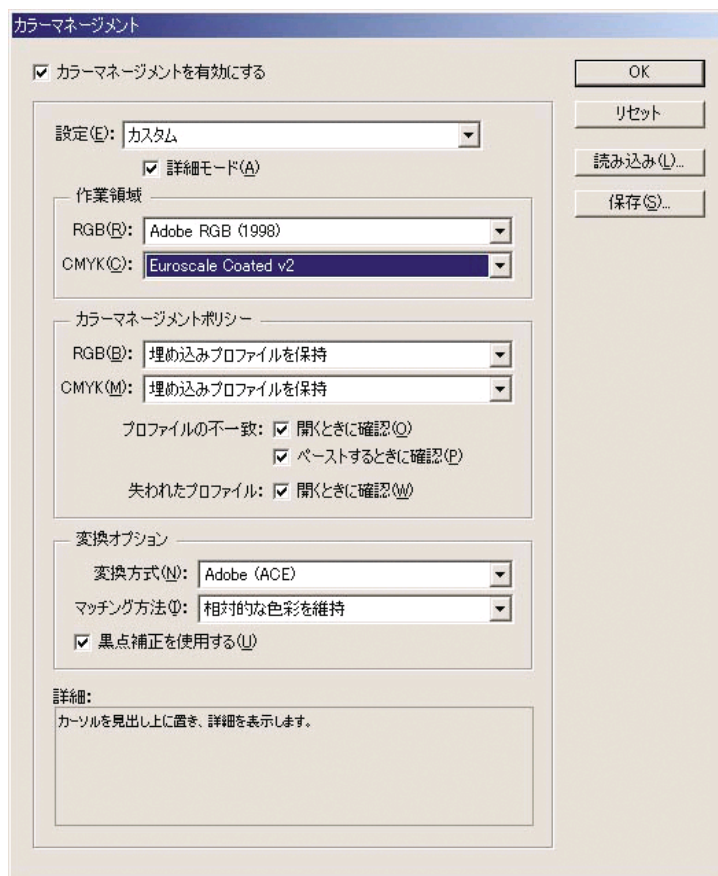 カラーマネージメント
カラーマネージメントを有効にする
OK
リセット
読み込み(L)...
保存(S)...
設定(E): カスタム
詳細モード(A)
作業領域
RGB(R): Adobe RGB (1998)
CMYK(C): Euroscale Coated v2
カラーマネージメントポリシー
RGB(B): 埋め込みプロファイルを保持
CMYK(M): 埋め込みプロファイルを保持
プロファイルの不一致: 開くときに確認(O)
ペーストするときに確認(P)
失われたプロファイル: 開くときに確認(W)
変換オプション
変換方式(N): Adobe (ACE)
マッチング方法(I): 相対的な色彩を維持
黒点補正を使用する(U)
詳細:
カーソルを見出し上に置き、詳細を表示します。